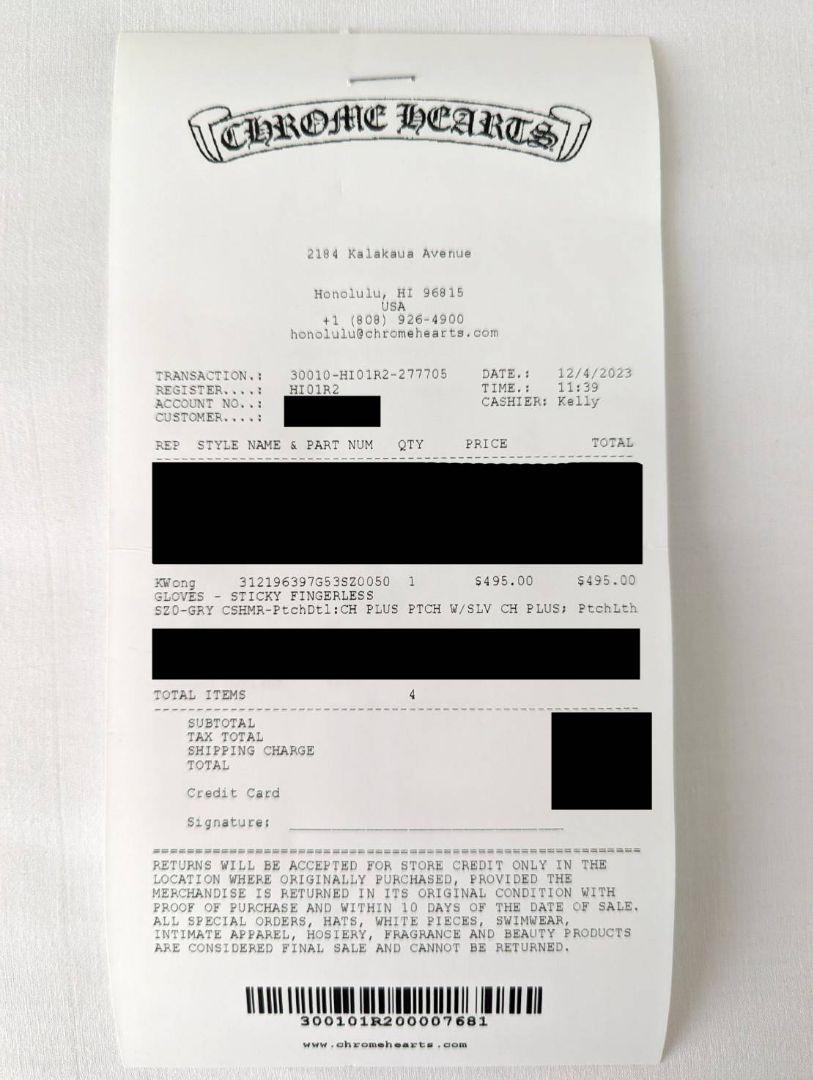 CHROME HEARTS
2184 Kalakaua Avenue
Honolulu, HI 96815
USA
+1 (808) 926-4900
honolulu@chromehearts.com
TRANSACTION.: 30010-HI01R2-277705 DATE.: 12/4/2023
REGISTER....: HI01R2 TIME.: 11:39
ACCOUNT NO..: CASHIER: Kelly
CUSTOMER....:
REP STYLE NAME & PART NUM QTY PRICE TOTAL
KWong 312196397G53SZ0050 1 $495.00 $495.00
GLOVES - STICKY FINGERLESS
SZ0-GRY CSHMR-PtchDtl:CH PLUS PTCH W/SLV CH PLUS; PtchLth
TOTAL ITEMS 4
SUBTOTAL
TAX TOTAL
SHIPPING CHARGE
TOTAL
Credit Card
Signature:
RETURNS WILL BE ACCEPTED FOR STORE CREDIT ONLY IN THE
LOCATION WHERE ORIGINALLY PURCHASED, PROVIDED THE
MERCHANDISE IS RETURNED IN ITS ORIGINAL CONDITION WITH
PROOF OF PURCHASE AND WITHIN 10 DAYS OF THE DATE OF SALE.
ALL SPECIAL ORDERS, HATS, WHITE PIECES, SWIMWEAR,
INTIMATE APPAREL, HOSIERY, FRAGRANCE AND BEAUTY PRODUCTS
ARE CONSIDERED FINAL SALE AND CANNOT BE RETURNED.
300101R200007681
www.chromehearts.com